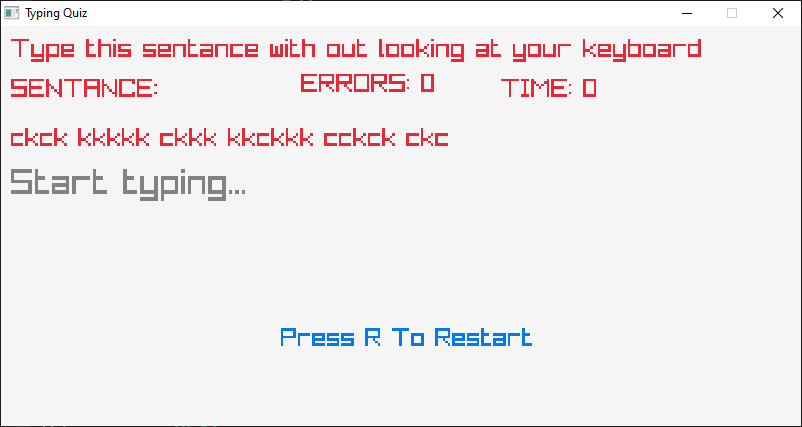 Typing Quiz
Type this sentance with out looking at your keyboard
SENTANCE: ERRORS: 0 TIME: 0
ckck kkkkk ckkk kkckkk cckck ckc
Start typing...
Press R To Restart